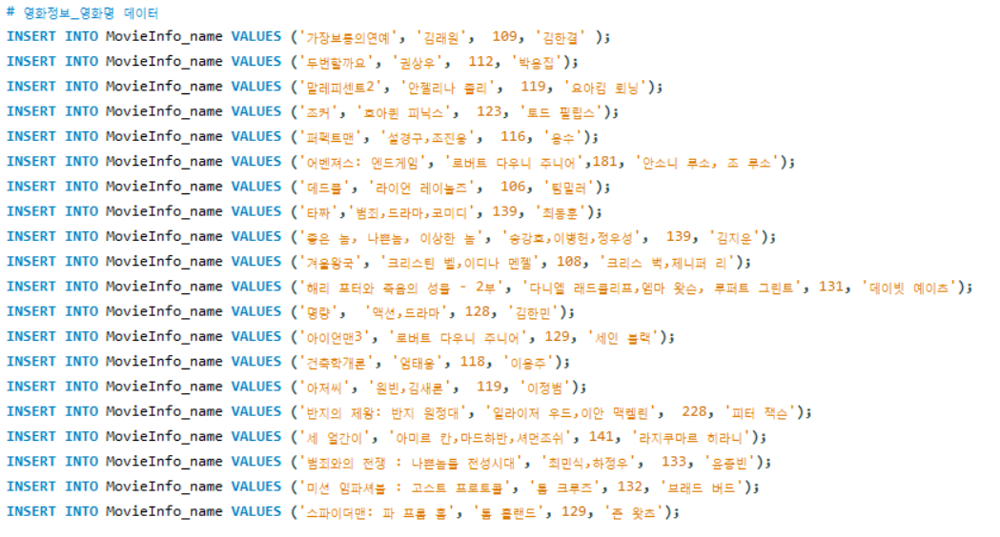 # 영화정보_영화명 데이터
INSERT INTO MovieInfo_name VALUES ('가장보통의연예', '김래원', 109, '김한결' );
INSERT INTO MovieInfo_name VALUES ('두번할까요', '권상우', 112, '박용집');
INSERT INTO MovieInfo_name VALUES ('말레피센트2', '안젤리나 졸리', 119, '요아킴 뢰닝');
INSERT INTO MovieInfo_name VALUES ('조커', '호아킨 피닉스', 123, '토드 필립스');
INSERT INTO MovieInfo_name VALUES ('퍼펙트맨', '설경구,조진웅', 116, '용수');
INSERT INTO MovieInfo_name VALUES ('어벤져스: 엔드게임', '로버트 다우니 주니어',181, '안소니 루소, 조 루소');
INSERT INTO MovieInfo_name VALUES ('데드풀', '라이언 레이놀즈', 106, '팀밀러');
INSERT INTO MovieInfo_name VALUES ('타짜','범죄,드라마,코미디', 139, '최동훈');
INSERT INTO MovieInfo_name VALUES ('좋은 놈, 나쁜놈, 이상한 놈', '송강호,이병헌,정우성', 139, '김지운');
INSERT INTO MovieInfo_name VALUES ('겨울왕국', '크리스틴 벨,이디나 멘젤', 108, '크리스 벅,제니퍼 리');
INSERT INTO MovieInfo_name VALUES ('해리 포터와 죽음의 성물 - 2부', '다니엘 래드클리프,엠마 왓슨, 루퍼트 그린트', 131, '데이빗 예이츠');
INSERT INTO MovieInfo_name VALUES ('명량', '액션,드라마', 128, '김한민');
INSERT INTO MovieInfo_name VALUES ('아이언맨3', '로버트 다우니 주니어', 129, '셰인 블랙');
INSERT INTO MovieInfo_name VALUES ('건축학개론', '엄태웅', 118, '이용주');
INSERT INTO MovieInfo_name VALUES ('아저씨', '원빈,김새론', 119, '이정범');
INSERT INTO MovieInfo_name VALUES ('반지의 제왕: 반지 원정대', '일라이저 우드,이안 맥켈런', 228, '피터 잭슨');
INSERT INTO MovieInfo_name VALUES ('세 얼간이', '아미르 칸,마드하반,셔먼조쉬', 141, '라지쿠마르 히라니');
INSERT INTO MovieInfo_name VALUES ('범죄와의 전쟁 : 나쁜놈들 전성시대', '최민식,하정우', 133, '윤종빈');
INSERT INTO MovieInfo_name VALUES ('미션 임파셔블 : 고스트 프로토콜', '톰 크루즈', 132, '브래드 버드');
INSERT INTO MovieInfo_name VALUES ('스파이더맨: 파 프롬 홈', '톰 홀랜드', 129, '존 왓츠');